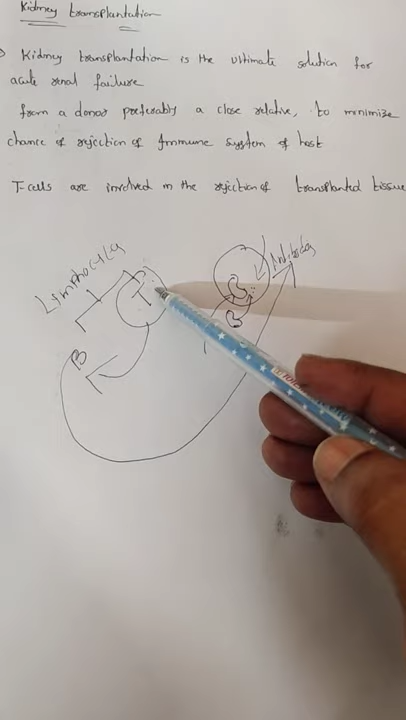 Kidney transplantation
Kidney transplantation is the ultimate solution for
acute renal failure
from a donor preferably a close relative, to minimize
chance of rejection of Immune system of host
T-cells are involved in the rejection of transplanted tissue
Lymphocytes
T
B
Antibodies